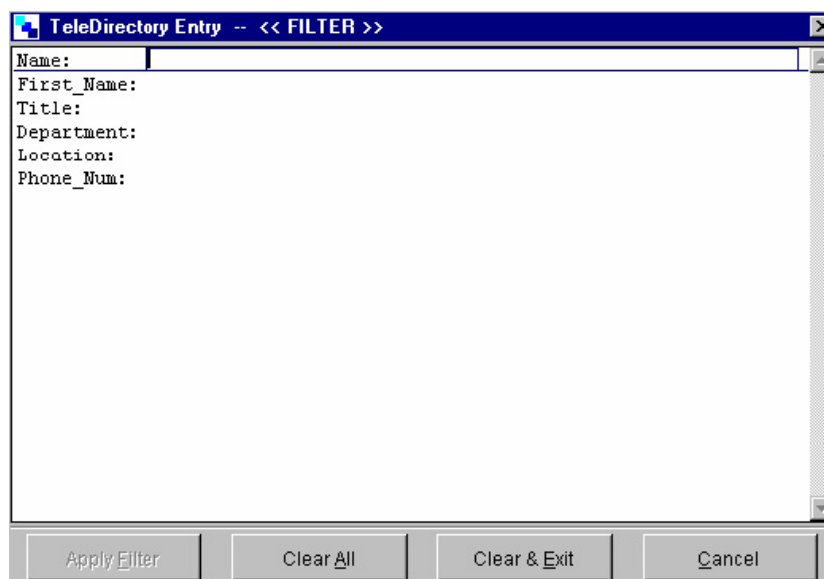 TeleDirectory Entry -- << FILTER >>
Name:
First_Name:
Title:
Department:
Location:
Phone_Num:
Apply Filter Clear All Clear & Exit Cancel